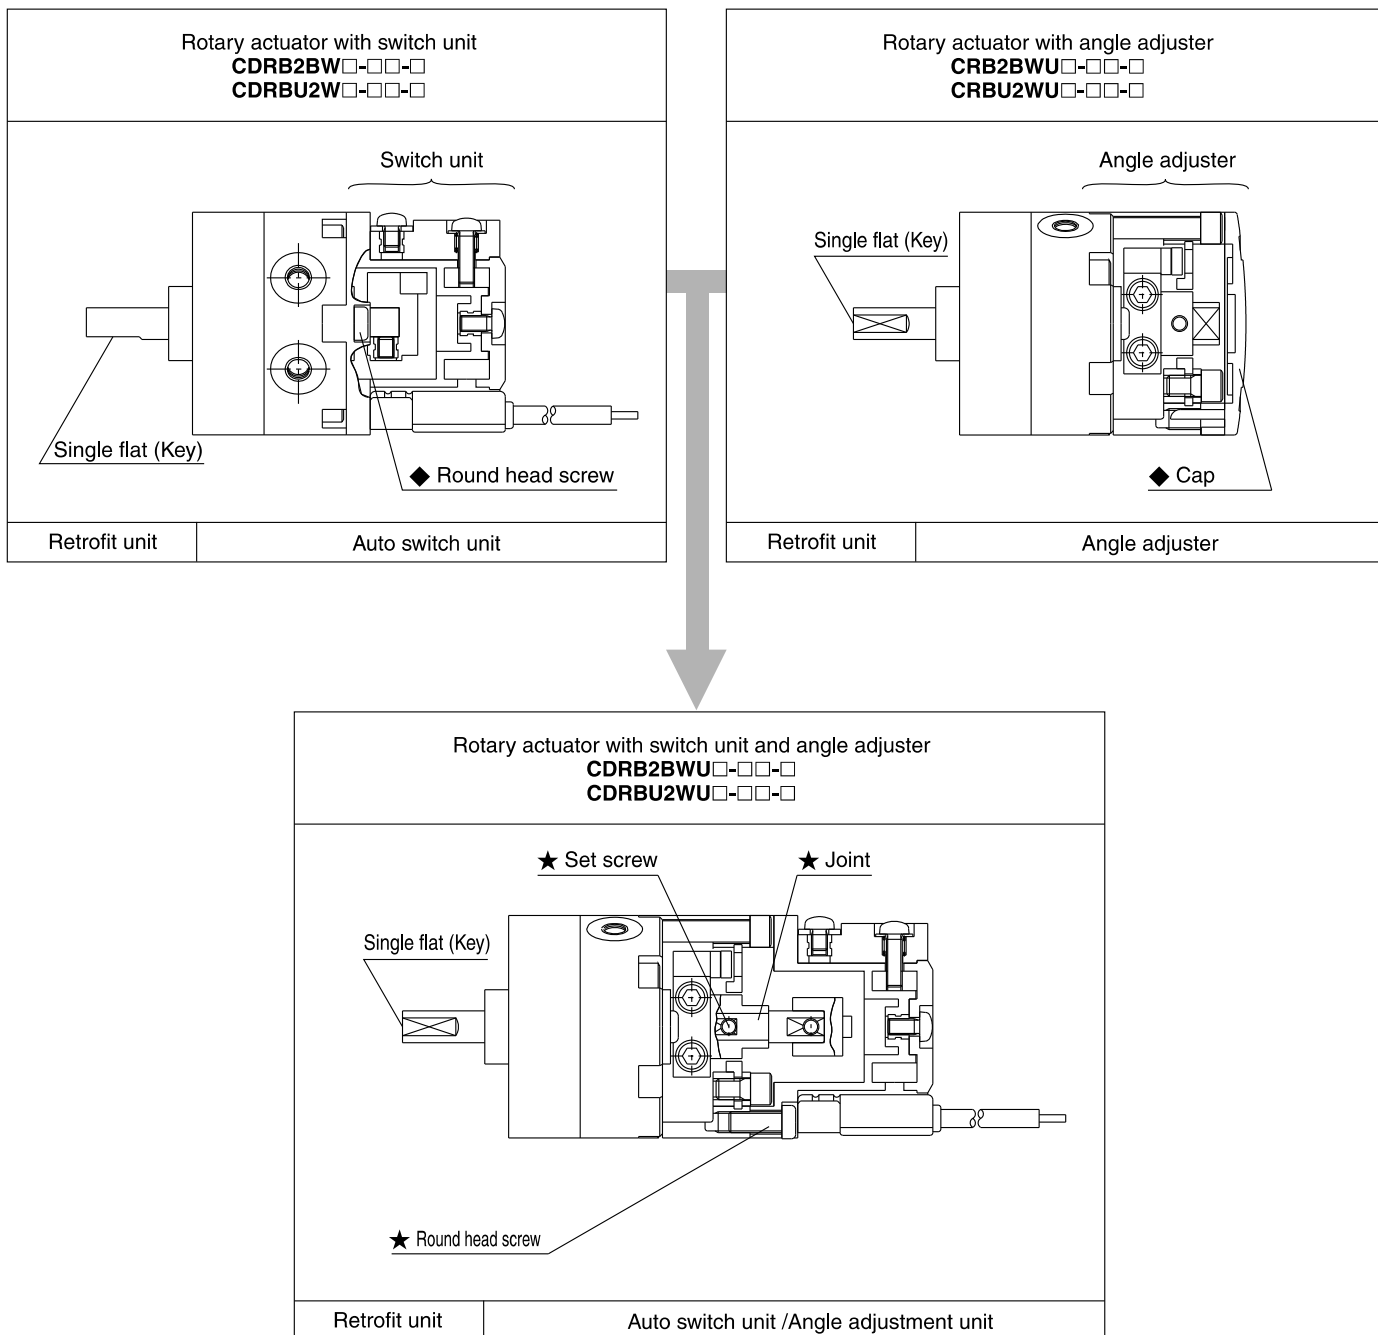 Rotary actuator with switch unit
CDRB2BW□-□□-□
CDRBU2W□-□□-□
Switch unit
Single flat (Key)
◆ Round head screw
Retrofit unit
Auto switch unit
Rotary actuator with angle adjuster
CRB2BWU□-□□-□
CRBU2WU□-□□-□
Angle adjuster
Single flat (Key)
◆ Cap
Retrofit unit
Angle adjuster
Rotary actuator with switch unit and angle adjuster
CDRB2BWU□-□□-□
CDRBU2WU□-□□-□
★ Set screw
★ Joint
Single flat (Key)
★ Round head screw
Retrofit unit
Auto switch unit /Angle adjustment unit